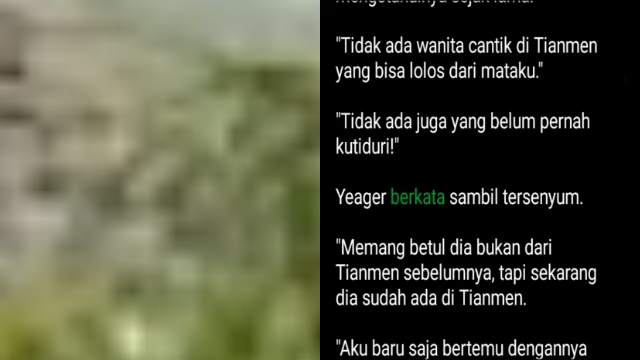 "Tidak ada wanita cantik di Tianmen
yang bisa lolos dari mataku."
"Tidak ada juga yang belum pernah
kutiduri!"
Yeager berkata sambil tersenyum.
"Memang betul dia bukan dari
Tianmen sebelumnya, tapi sekarang
dia sudah ada di Tianmen.
"Aku baru saja bertemu dengannya